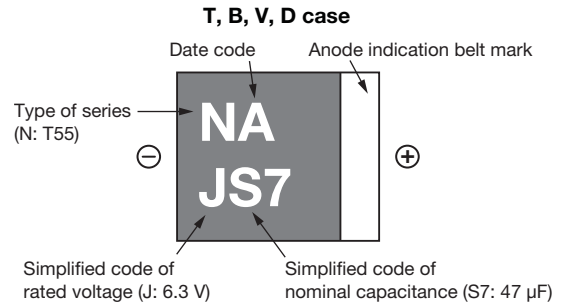 T, B, V, D case
Date code
Anode indication belt mark
Type of series
(N: T55)
NA
JS7
⊖
⊕
Simplified code of
rated voltage (J: 6.3 V)
Simplified code of
nominal capacitance (S7: 47 μF)